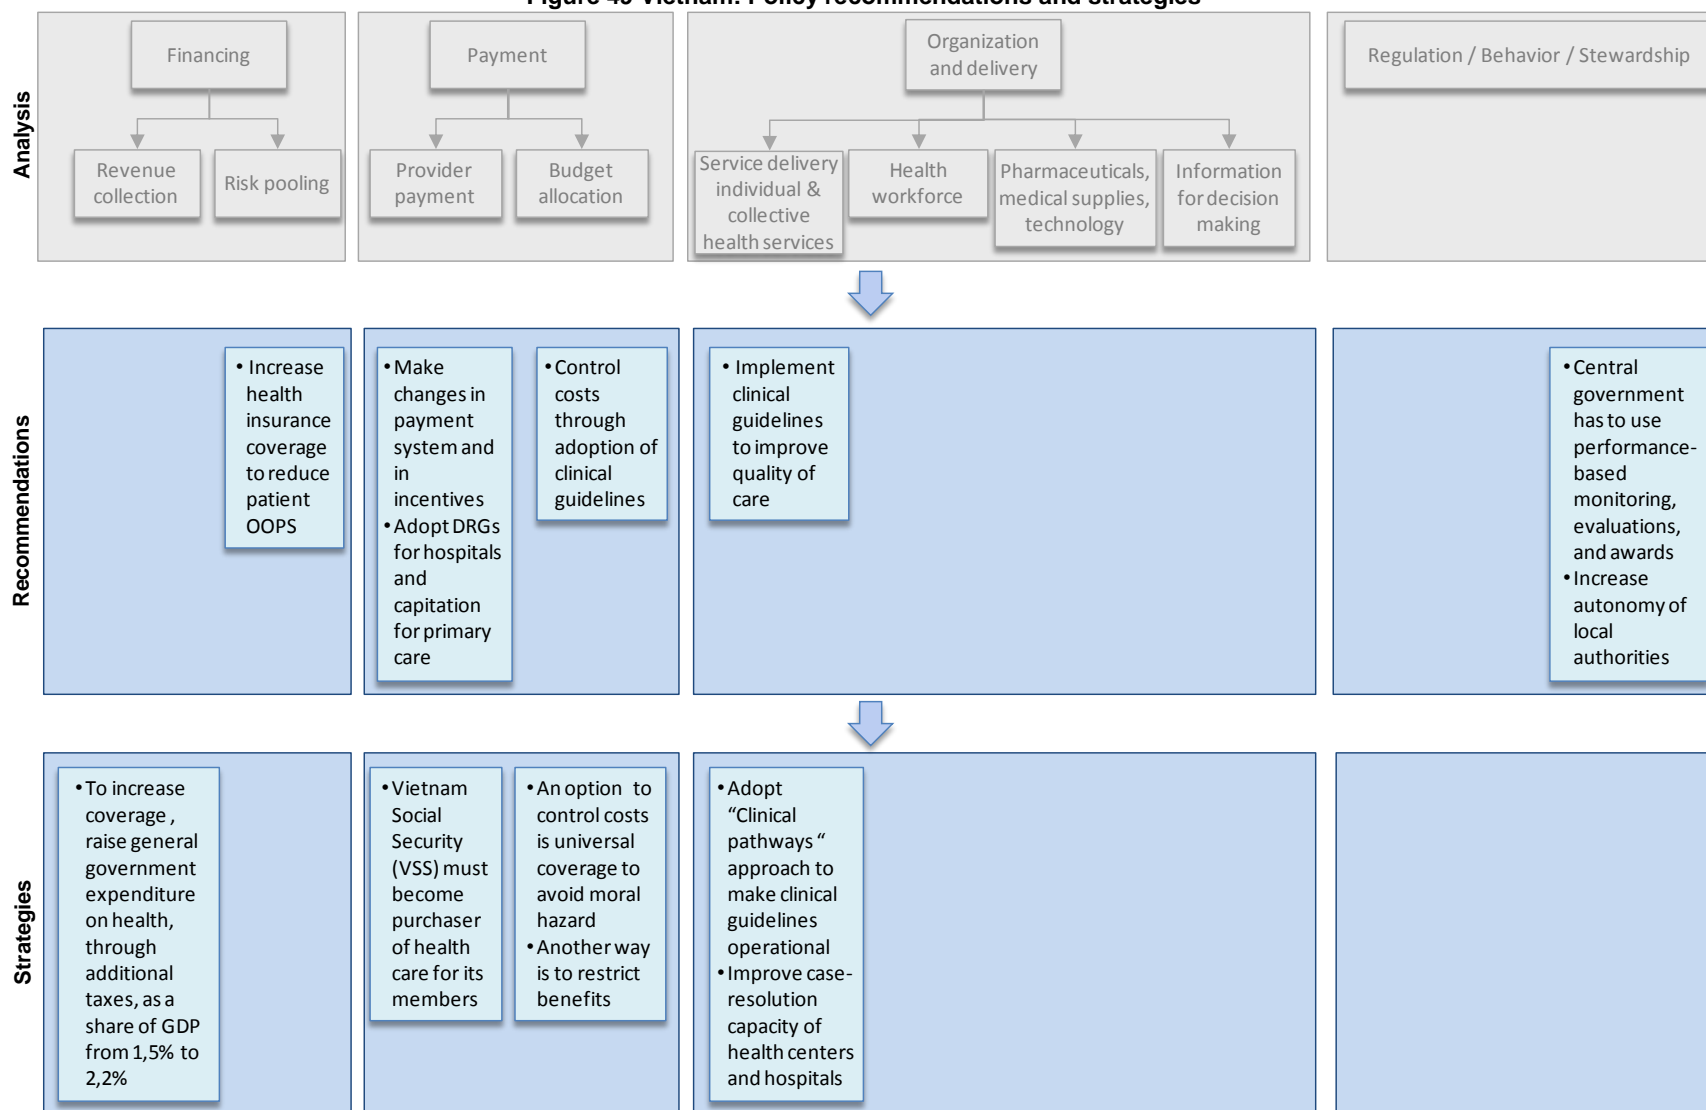 Figure Vietnam: Policy recommendations and strategies
Analysis
Financing
Revenue
collection
Risk pooling
Payment
Provider
payment
Budget
allocation
Organization
and delivery
Service delivery
individual &
collective
health services
Health
workforce
Pharmaceuticals,
medical supplies,
technology
Information
for decision
making
Regulation / Behavior / Stewardship
Recommendations
• Increase
health
insurance
coverage
to reduce
patient
OOPS
• Make
changes in
payment
system and
in
incentives
• Adopt DRGs
for hospitals
and
capitation
for primary
care
• Control
costs
through
adoption of
clinical
guidelines
• Implement
clinical
guidelines
to improve
quality of
care
• Central
government
has to use
performance-
based
monitoring,
evaluations,
and awards
• Increase
autonomy of
local
authorities
Strategies
• To increase
coverage ,
raise general
government
expenditure
on health,
through
additional
taxes, as a
share of GDP
from 1,5% to
2,2%
• Vietnam
Social
Security
(VSS) must
become
purchaser
of health
care for its
members
• An option to
control costs
is universal
coverage to
avoid moral
hazard
• Another way
is to restrict
benefits
• Adopt
“Clinical
pathways “
approach to
make clinical
guidelines
operational
• Improve case-
resolution
capacity of
health centers
and hospitals